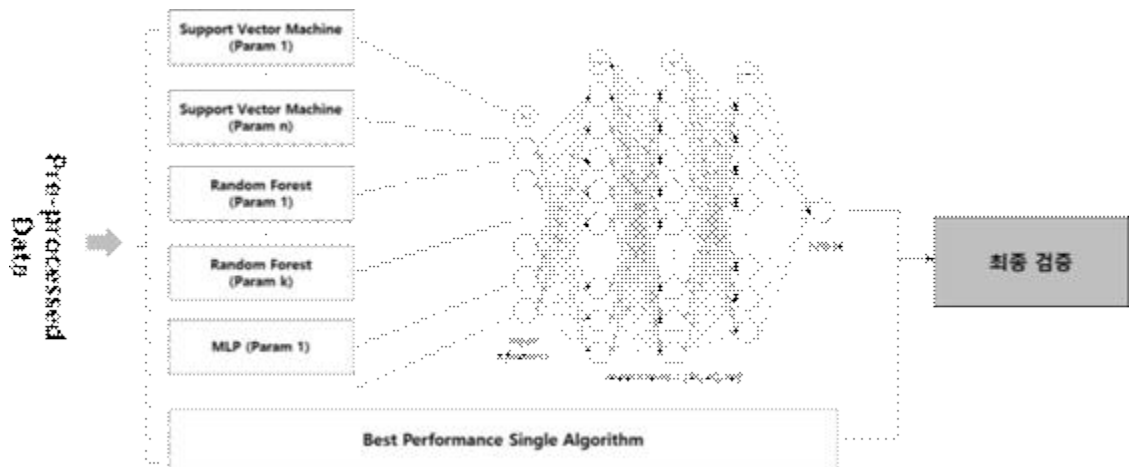 Pre-processed
Data
Support Vector Machine
(Param 1)
Support Vector Machine
(Param n)
Random Forest
(Param 1)
Random Forest
(Param k)
MLP (Param 1)
Best Performance Single Algorithm
최종 검증